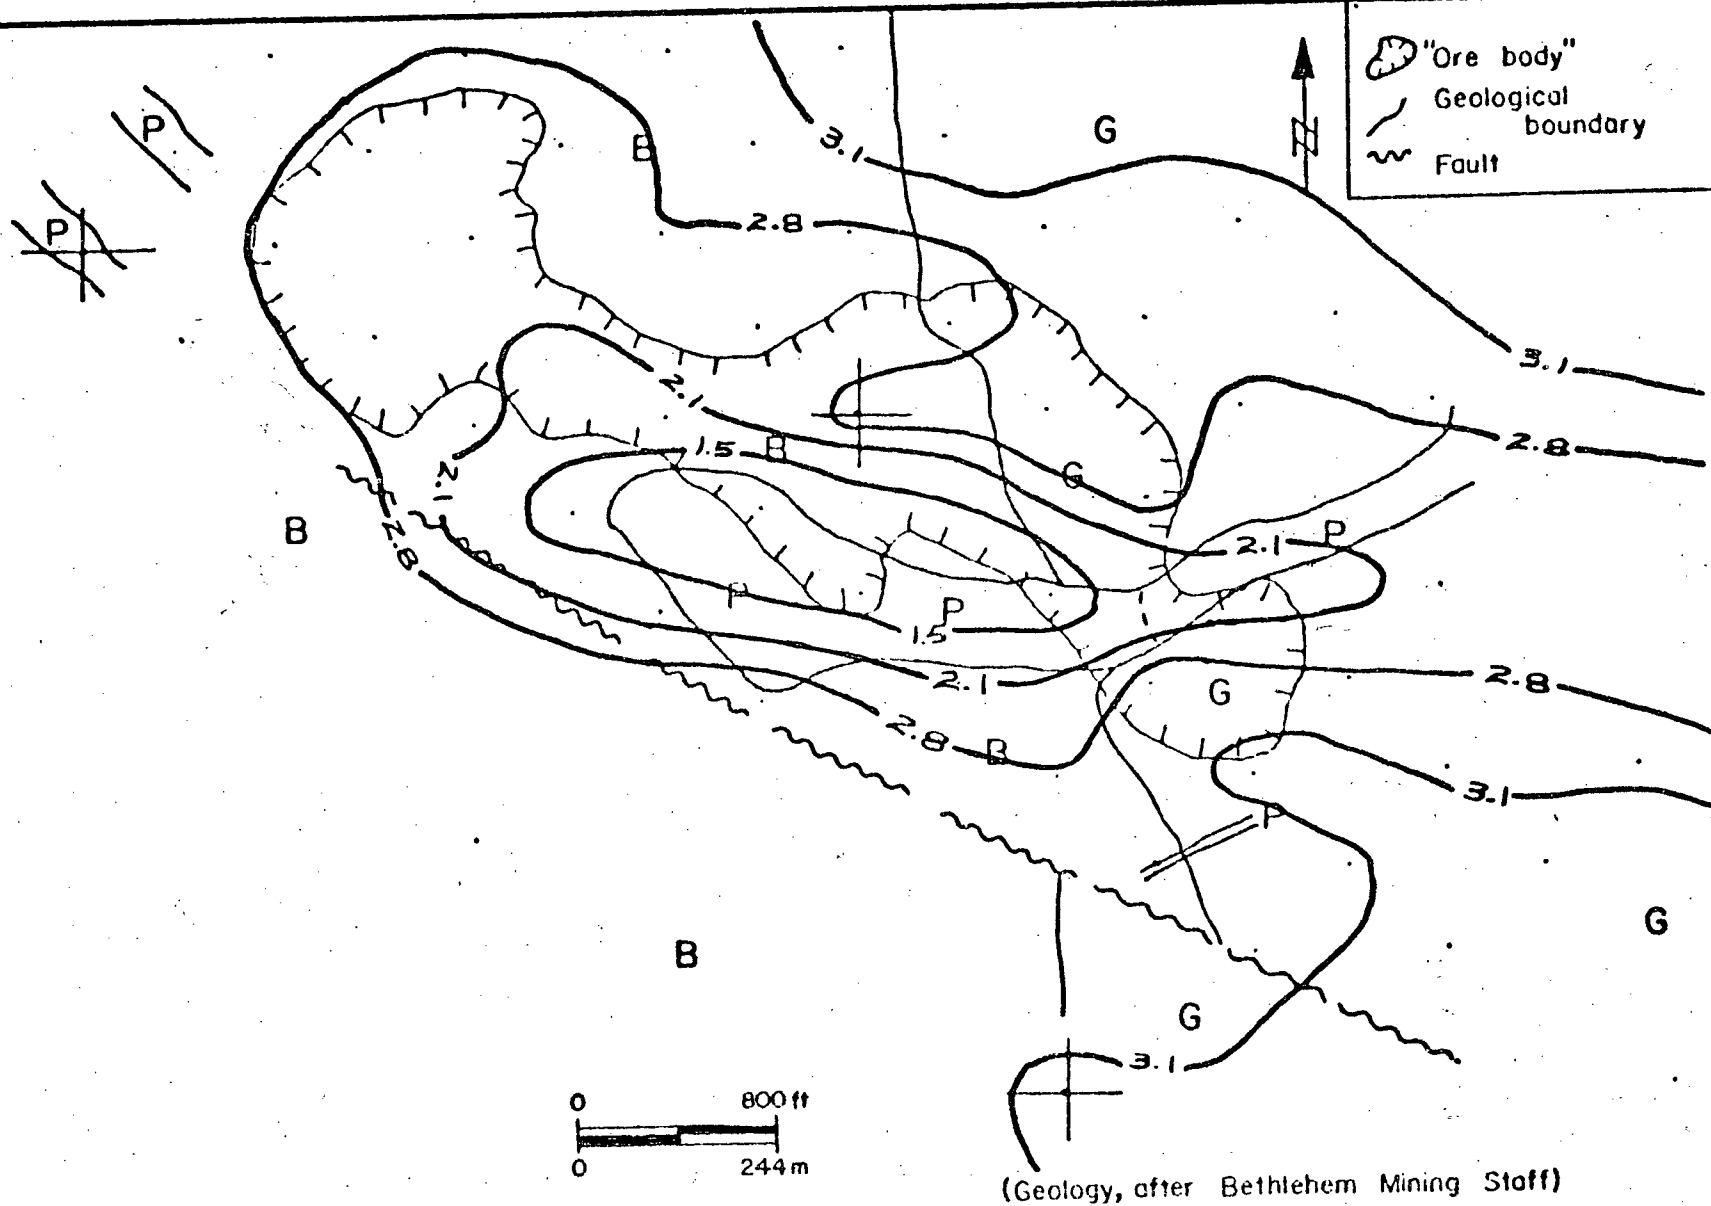 "Ore body"
Geological
boundary
Fault
N
P
P
B
3.1
G
2.8
3.1
2.1
2.8
1.5
B
G
2.1
B
2.8
2.1
P
P
P
1.5
2.1
2.8
G
2.8
B
3.1
P
B
G
G
3.1
0 800 ft
0 244 m
(Geology, after Bethlehem Mining Staff)